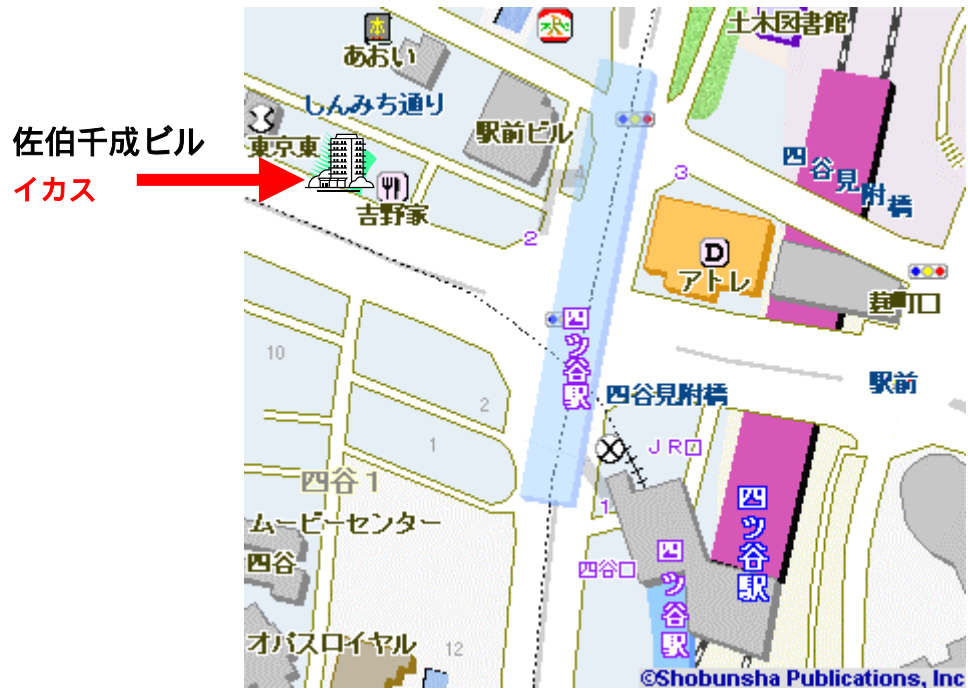 土木図書館
本
あおい
しんみち通り
駅前ビル
佐伯千成ビル
東京東
イカス
吉野家
4
3
四谷見附橋
2
D
アトレ
麹町口
10
四ツ谷駅
駅前
四谷見附橋
2
1
JR口
四谷1
四ツ谷駅
1
ムービーセンター
四谷
四谷口
四ツ谷駅
オパスロイヤル
12
©Shobunsha Publications, Inc